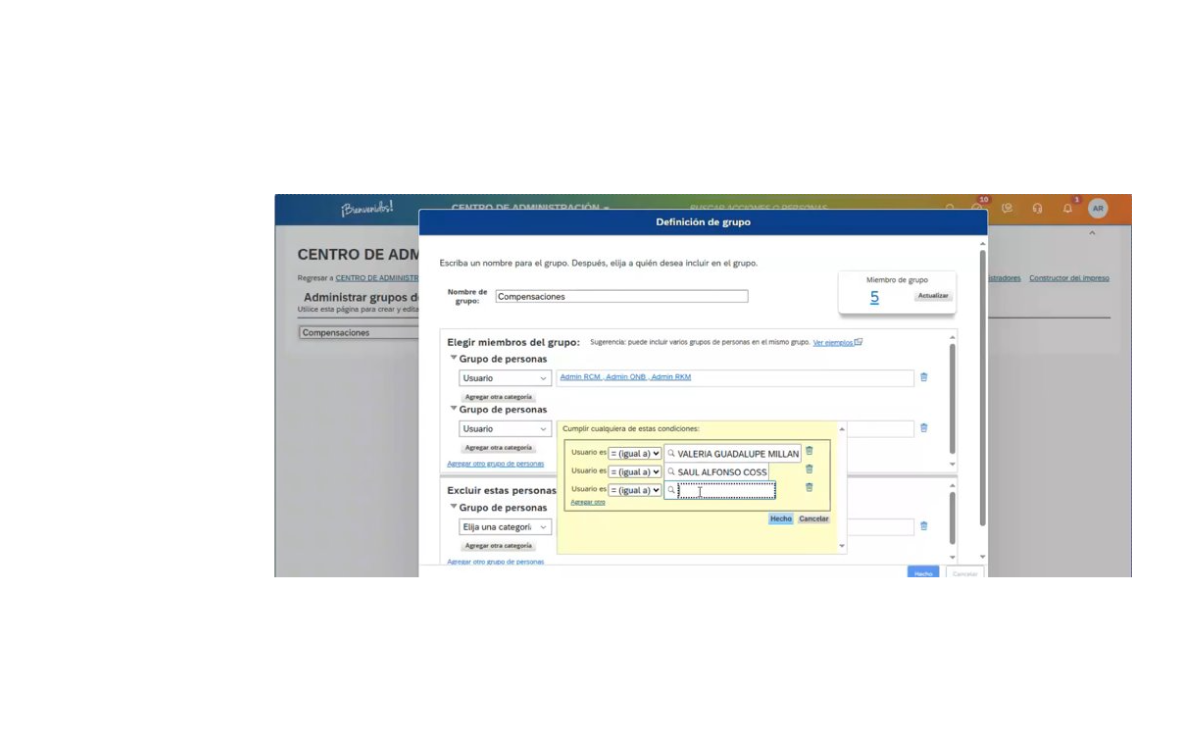 ¡Bienvenidos!
CENTRO DE ADMINISTRACIÓN
BUSCAR ACCIONES O PERSONAS
10
1
AR
Definición de grupo
CENTRO DE ADM
Regresar a CENTRO DE ADMINISTR
Constructor del impreso
Administrar grupos d
Utilice esta página para crear y edita
Compensaciones
Escriba un nombre para el grupo. Después, elija a quién desea incluir en el grupo.
Nombre de grupo:
Compensaciones
Miembro de grupo
5
Actualizar
Elegir miembros del grupo:
Sugerencia: puede incluir varios grupos de personas en el mismo grupo. Ver ejemplos
Grupo de personas
Usuario
Admin RCM, Admin ONB, Admin RKM
Agregar otra categoría
Grupo de personas
Usuario
Agregar otra categoría
Agregar otro grupo de personas
Cumplir cualquiera de estas condiciones:
Usuario es = (igual a) VALERIA GUADALUPE MILLAN
Usuario es = (igual a) SAUL ALFONSO COSS
Usuario es = (igual a)
Agregar otro
Hecho Cancelar
Excluir estas personas
Grupo de personas
Elija una categorí
Agregar otra categoría
Agregar otro grupo de personas
Hecho Cancelar